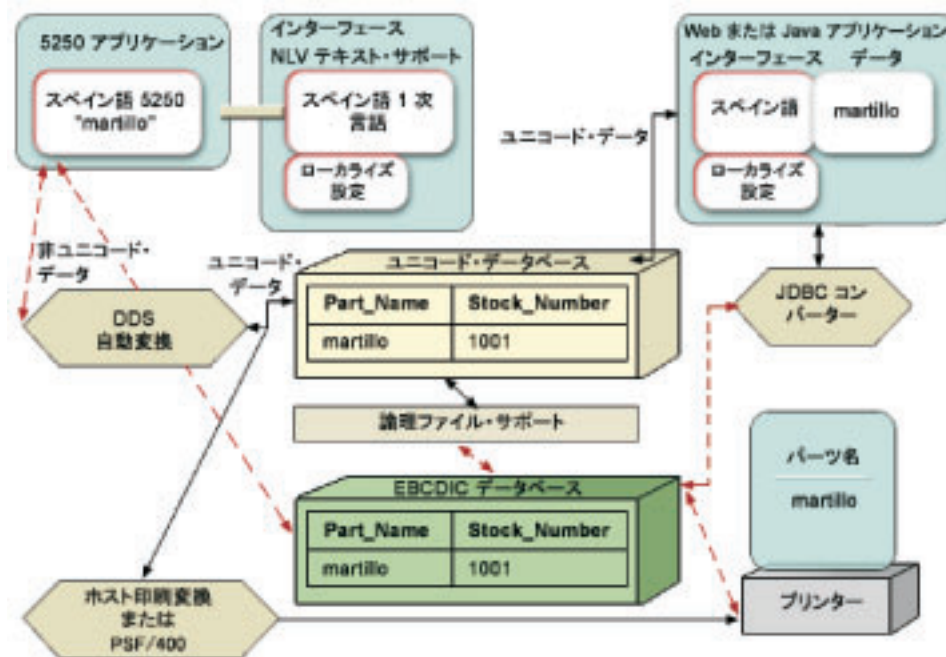 5250 アプリケーション
スペイン語 5250
"martillo"
インターフェース
NLV テキスト・サポート
スペイン語 1 次
言語
ローカライズ
設定
Web または Java アプリケーション
インターフェース
データ
スペイン語
martillo
ローカライズ
設定
ユニコード・データ
非ユニコード・
データ
ユニコード・
データ
DDS
自動変換
ユニコード・データベース
Part_Name
Stock_Number
martillo
1001
JDBC コン
バーター
論理ファイル・サポート
EBCDIC データベース
Part_Name
Stock_Number
martillo
1001
パーツ名
martillo
プリンター
ホスト印刷変換
または
PSF/400